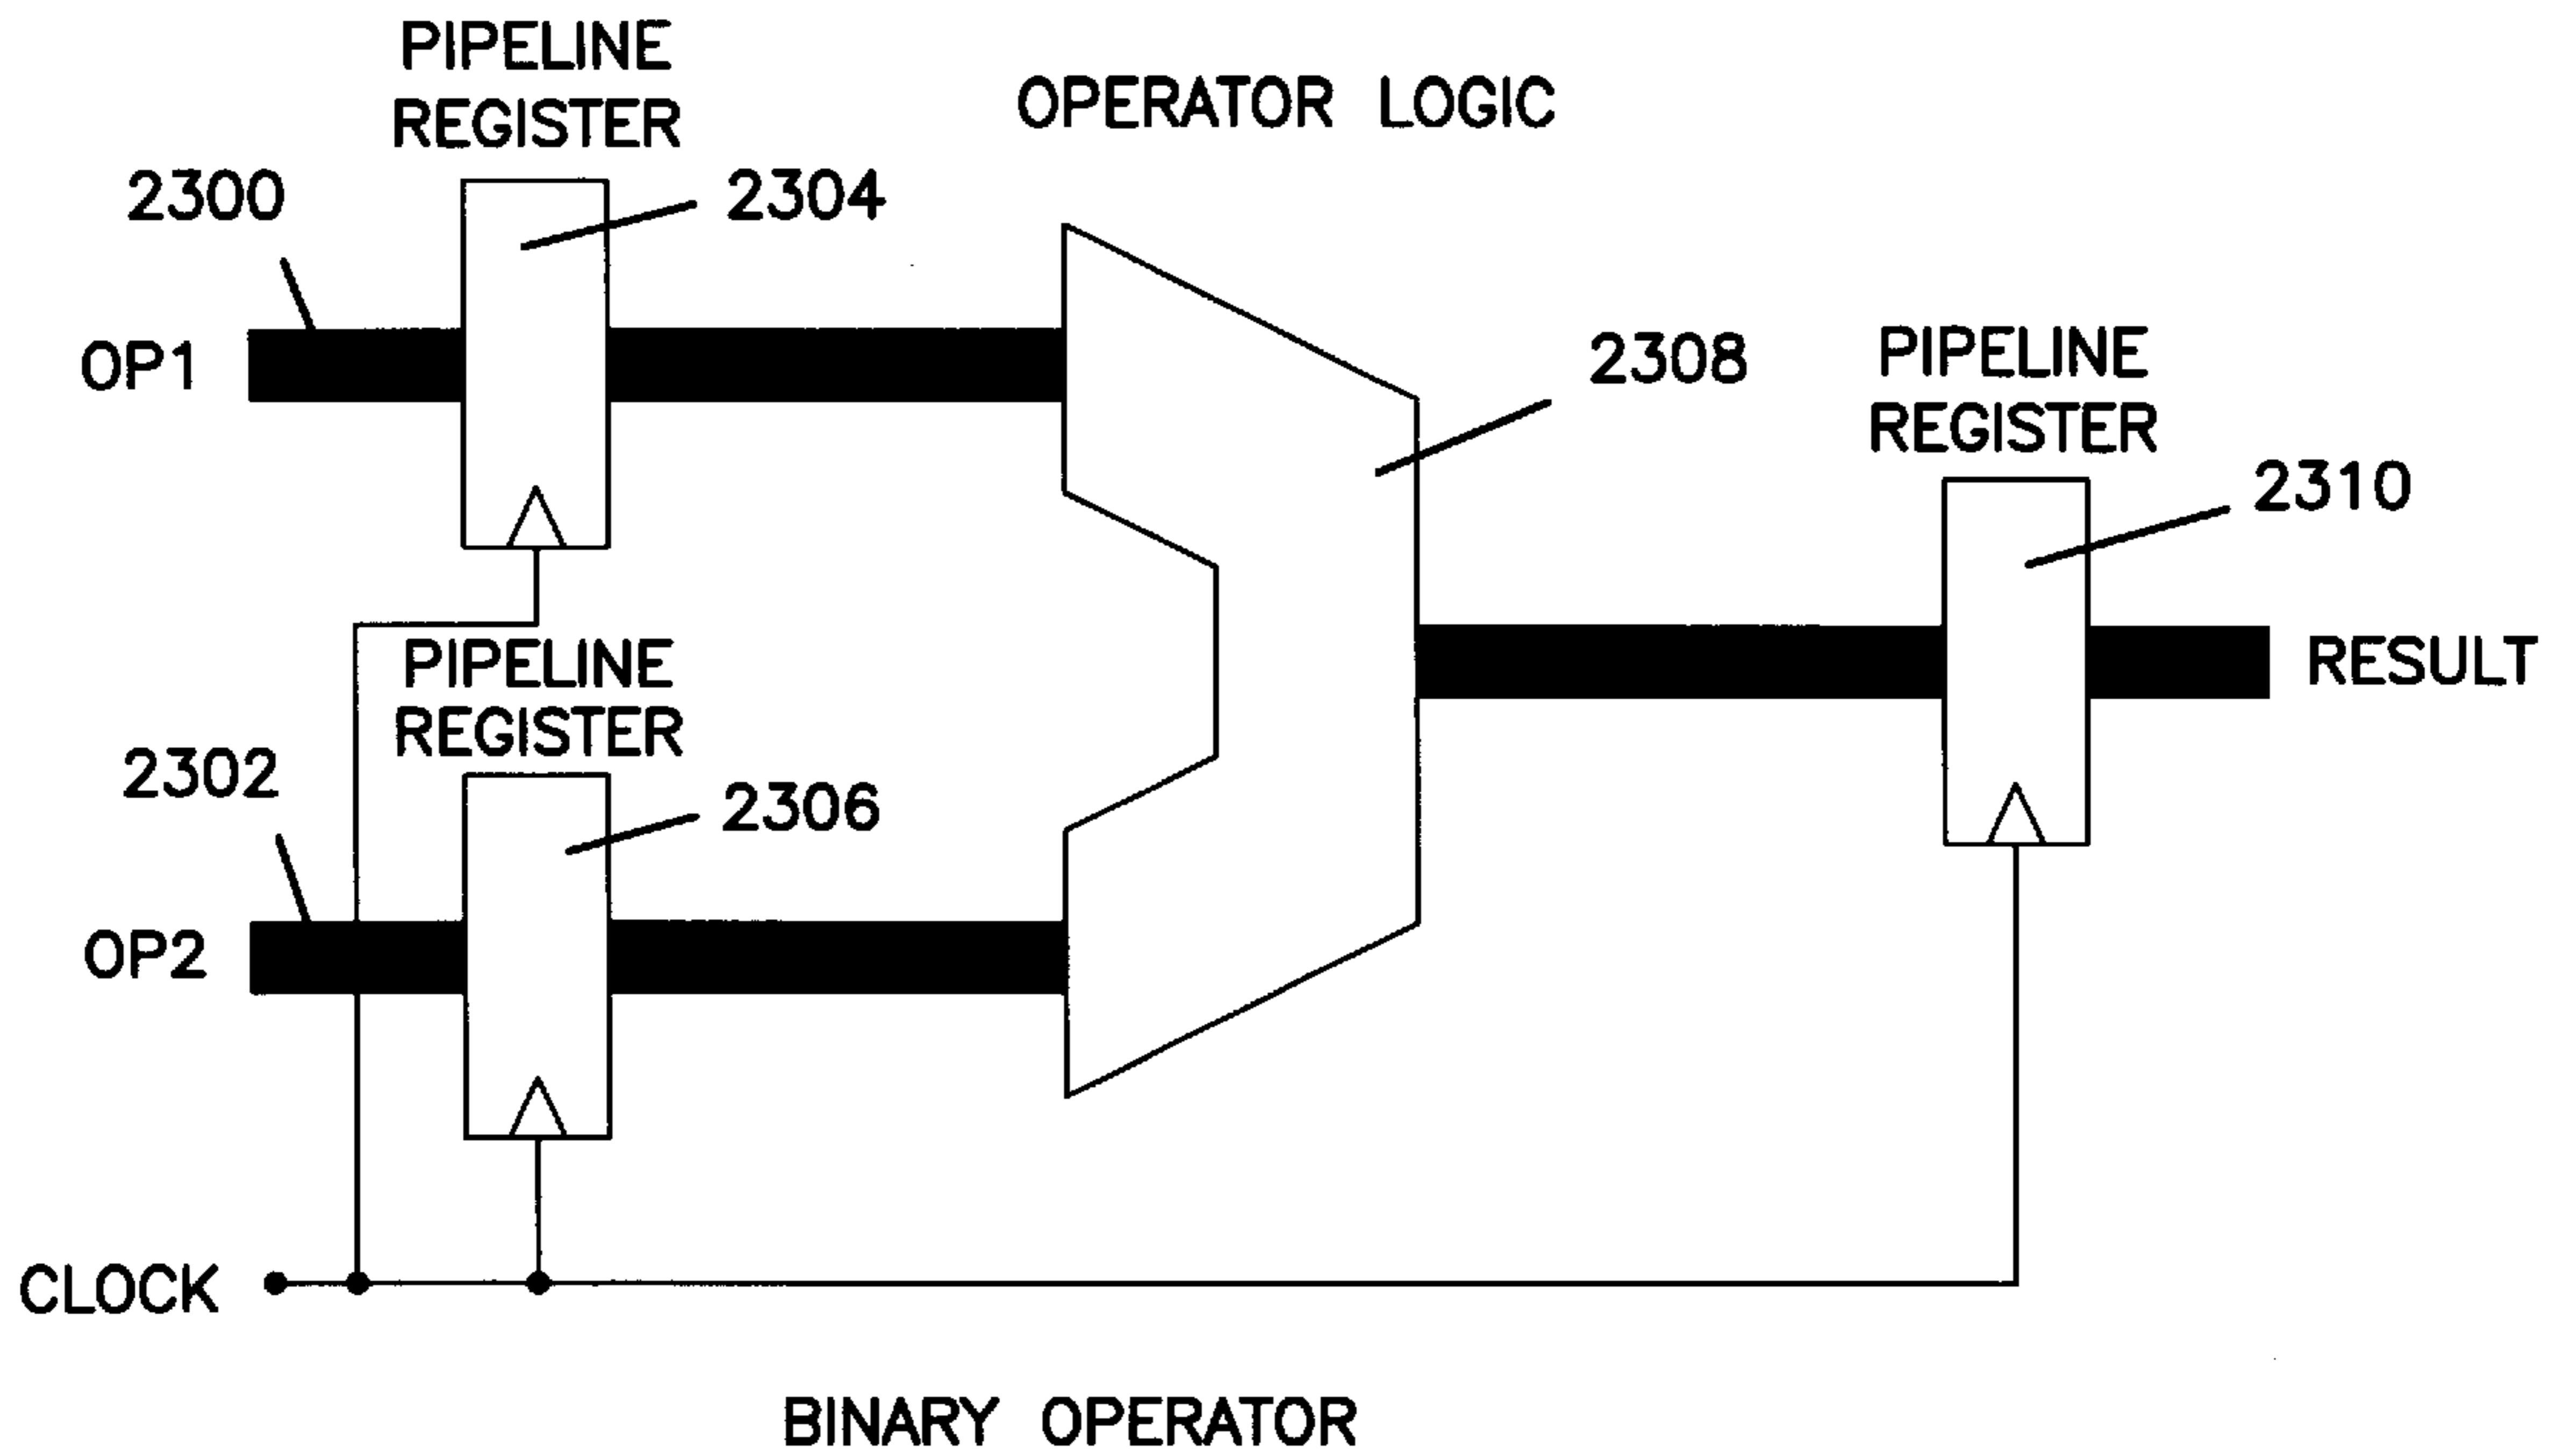 PIPELINE
REGISTER
OPERATOR LOGIC
2300
2304
OP1
2308
PIPELINE
REGISTER
2310
PIPELINE
REGISTER
RESULT
2302
2306
OP2
CLOCK
BINARY OPERATOR